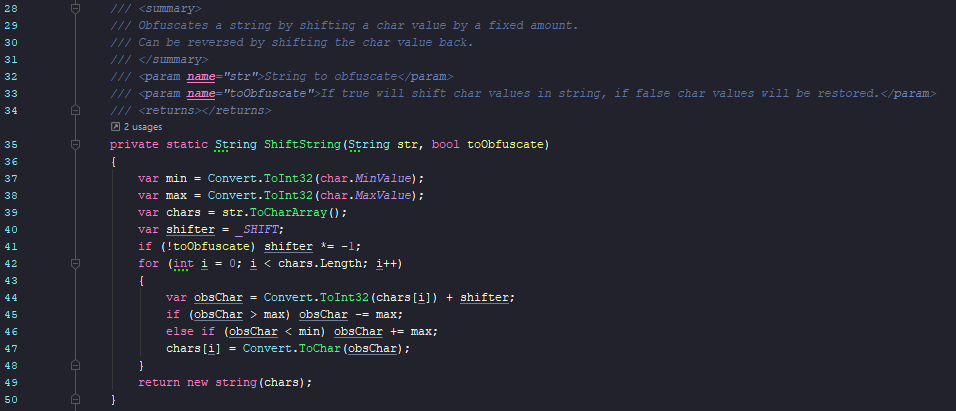 28 /// <summary>
29 /// Obfuscates a string by shifting a char value by a fixed amount.
30 /// Can be reversed by shifting the char value back.
31 /// </summary>
32 /// <param name="str">String to obfuscate</param>
33 /// <param name="toObfuscate">If true will shift char values in string, if false char values will be restored.</param>
34 /// <returns></returns>
2 usages
35 private static String ShiftString(String str, bool toObfuscate)
36 {
37     var min = Convert.ToInt32(char.MinValue);
38     var max = Convert.ToInt32(char.MaxValue);
39     var chars = str.ToCharArray();
40     var shifter = _SHIFT;
41     if (!toObfuscate) shifter *= -1;
42     for (int i = 0; i < chars.Length; i++)
43     {
44         var obsChar = Convert.ToInt32(chars[i]) + shifter;
45         if (obsChar > max) obsChar -= max;
46         else if (obsChar < min) obsChar += max;
47         chars[i] = Convert.ToChar(obsChar);
48     }
49     return new string(chars);
50 }